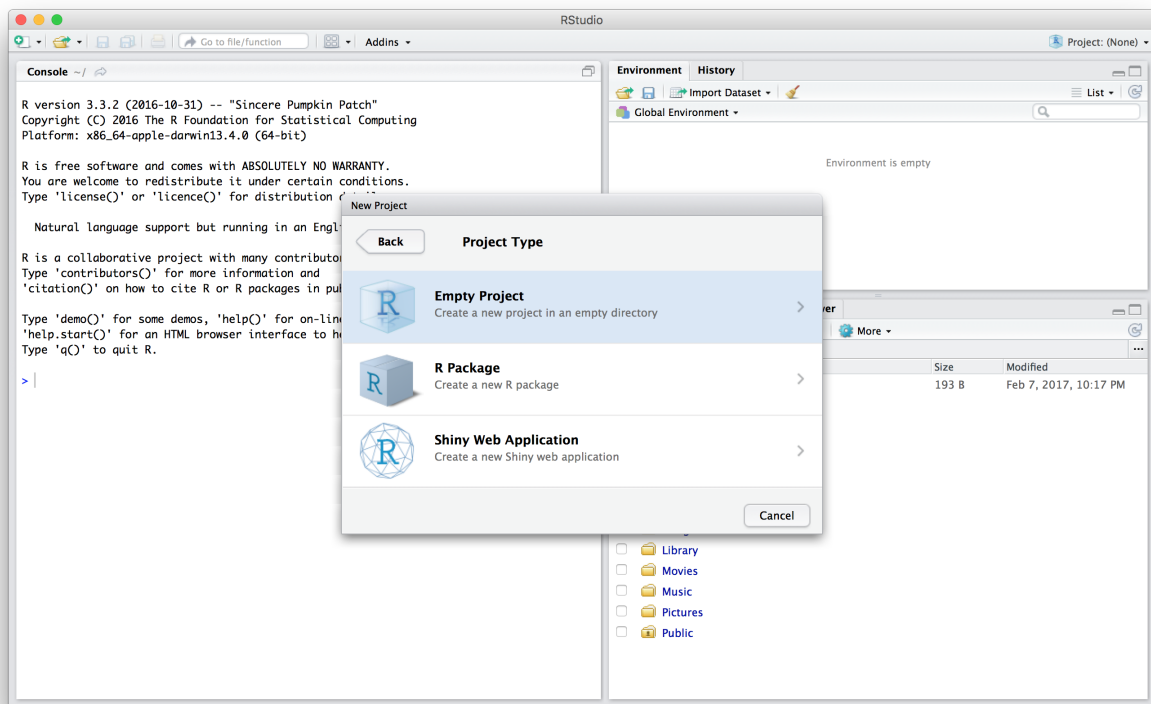 RStudio
Go to file/function
Addins
Project: (None)
Console ~/
R version 3.3.2 (2016-10-31) -- "Sincere Pumpkin Patch"
Copyright (C) 2016 The R Foundation for Statistical Computing
Platform: x86_64-apple-darwin13.4.0 (64-bit)
R is free software and comes with ABSOLUTELY NO WARRANTY.
You are welcome to redistribute it under certain conditions.
Type 'license()' or 'licence()' for distribution
Natural language support but running in an
R is a collaborative project with many
Type 'contributors()' for more information and
'citation()' on how to cite R or R packages in
Type 'demo()' for some demos, 'help()' for
'help.start()' for an HTML browser interface to
Type 'q()' to quit R.
>
Environment History
Import Dataset
List
Global Environment
Environment is empty
New Project
Back
Project Type
R
Empty Project
Create a new project in an empty directory
R
R Package
Create a new R package
R
Shiny Web Application
Create a new Shiny web application
Cancel
More
Size Modified
193 B Feb 7, 2017, 10:17 PM
Library
Movies
Music
Pictures
Public